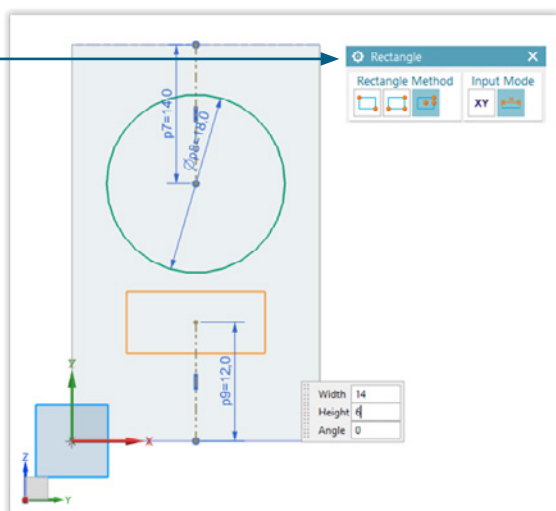 Rectangle X
Rectangle Method Input Mode
XY
p7=14,0
Øp8=18,0
p9=12,0
Width 14
Height 6
Angle 0
Z
X
Z
Y